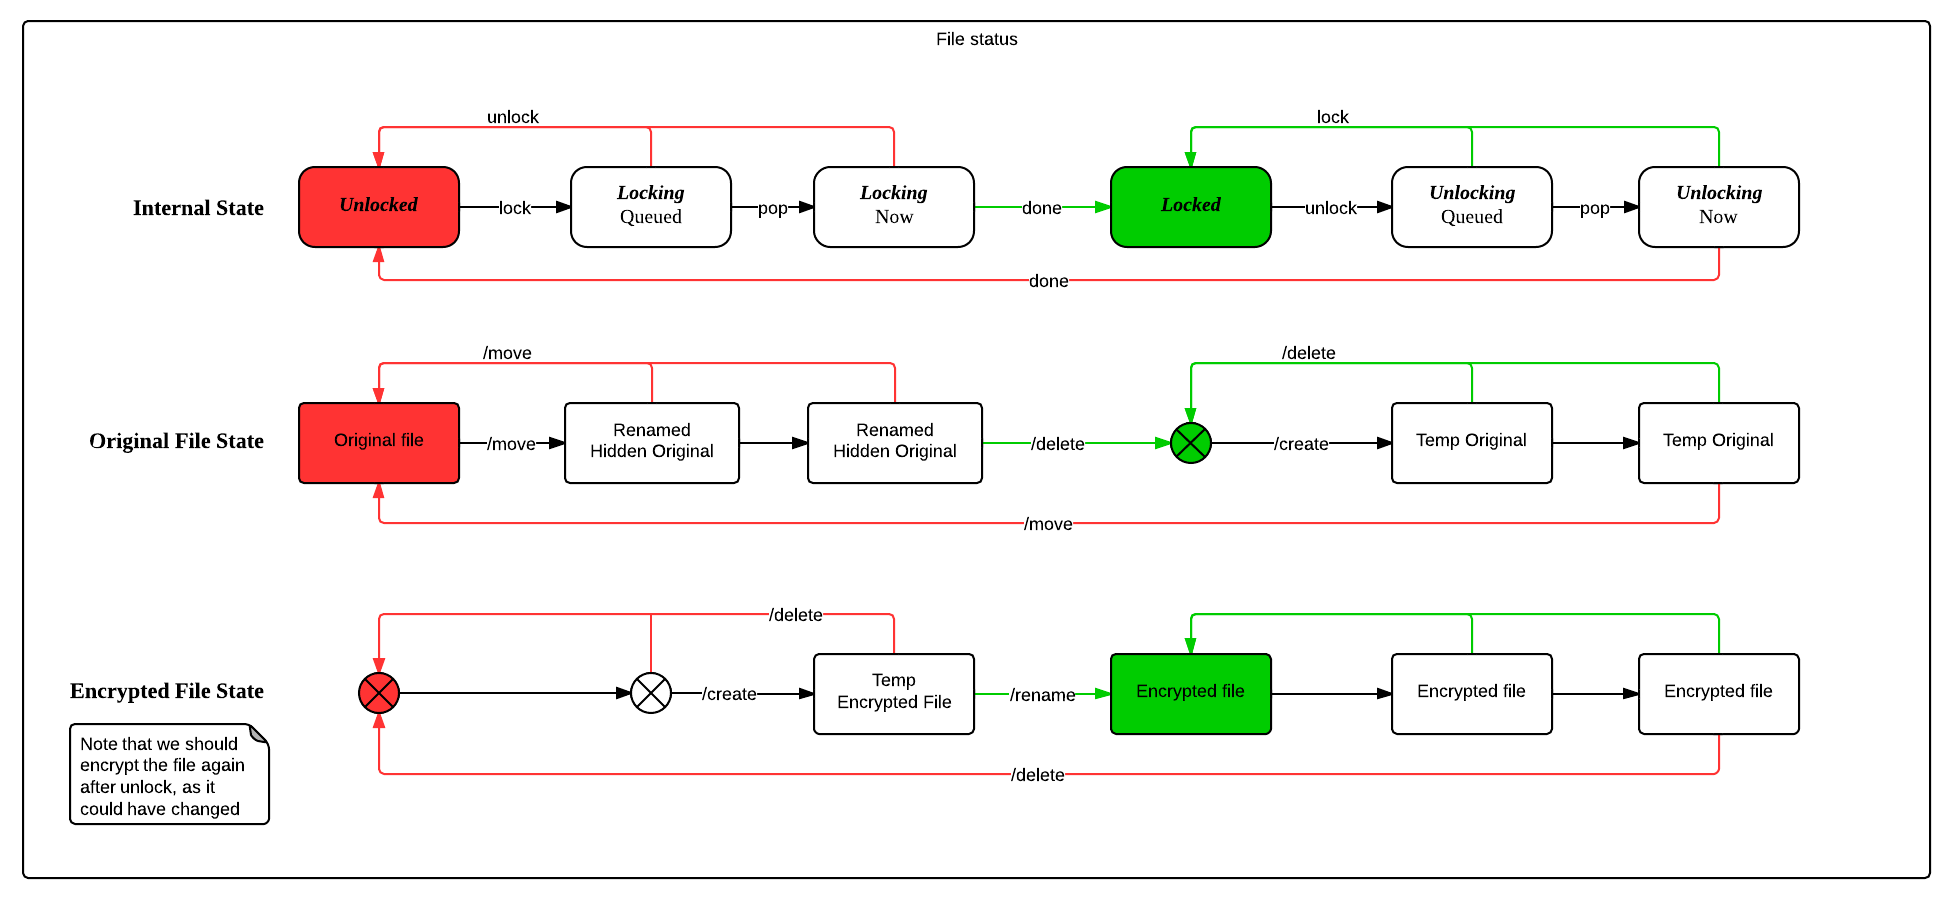 File status
unlock
lock
Internal State
Unlocked
lock
Locking
Queued
pop
Locking
Now
done
Locked
unlock
Unlocking
Queued
pop
Unlocking
Now
done
/move
/delete
Original File State
Original file
/move
Renamed
Hidden Original
Renamed
Hidden Original
/delete
/create
Temp Original
Temp Original
/move
/delete
Encrypted File State
/create
Temp
Encrypted File
/rename
Encrypted file
Encrypted file
Encrypted file
/delete
Note that we should
encrypt the file again
after unlock, as it
could have changed